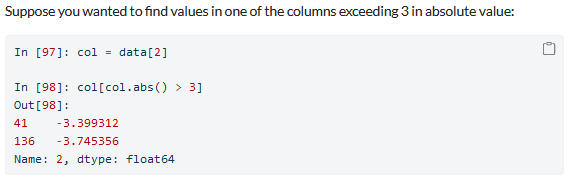 Suppose you wanted to find values in one of the columns exceeding 3 in absolute value:
In [97]: col = data[2]
In [98]: col[col.abs() > 3]
Out[98]:
41    -3.399312
136   -3.745356
Name: 2, dtype: float64